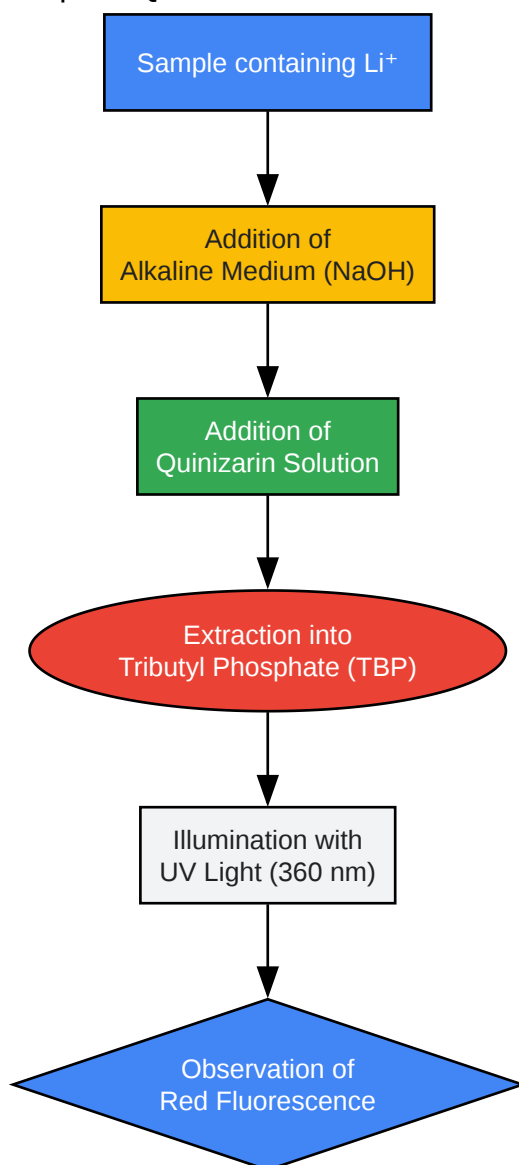 Sample containing Li⁺
Addition of
Alkaline Medium (NaOH)
Addition of
Quinizarin Solution
Extraction into
Tributyl Phosphate (TBP)
Illumination with
UV Light (360 nm)
Observation of
Red Fluorescence